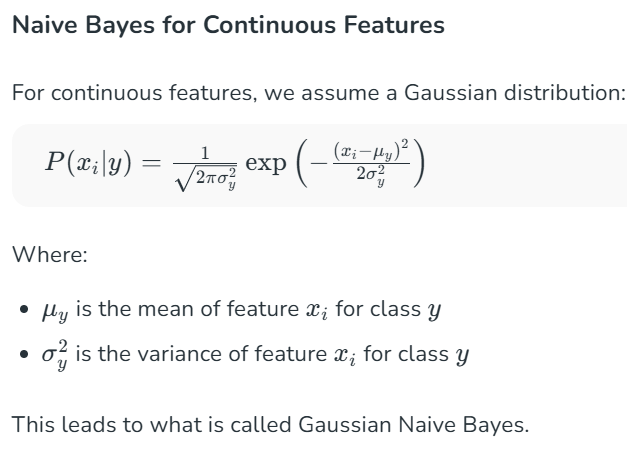 Naive Bayes for Continuous Features
For continuous features, we assume a Gaussian distribution:
$P(x_i|y) = \frac{1}{\sqrt{2\pi\sigma_y^2}} \exp\left(-\frac{(x_i-\mu_y)^2}{2\sigma_y^2}\right)$
Where:
• $\mu_y$ is the mean of feature $x_i$ for class $y$
• $\sigma_y^2$ is the variance of feature $x_i$ for class $y$
This leads to what is called Gaussian Naive Bayes.